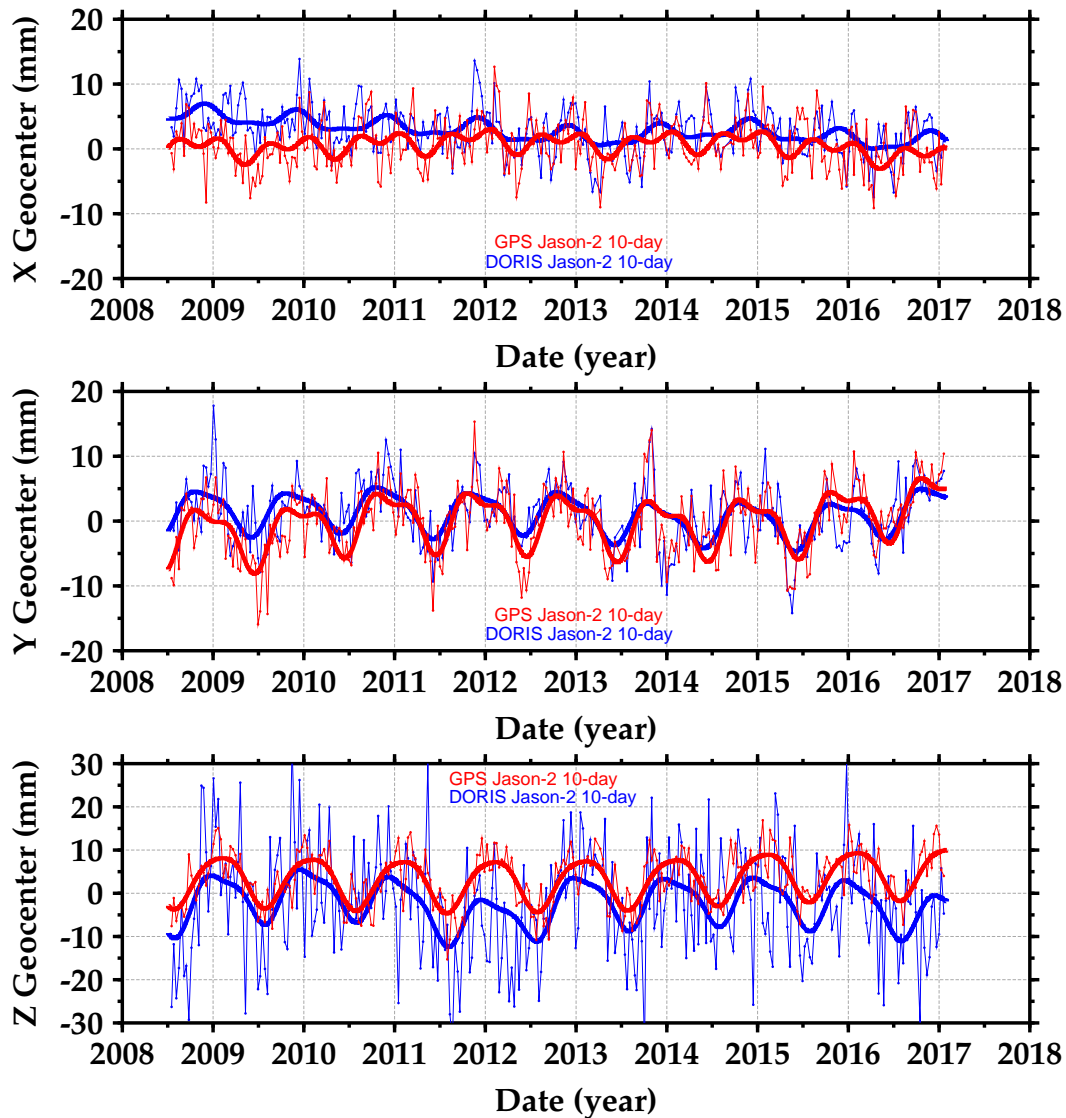 X Geocenter (mm)
20
10
0
-10
-20
GPS Jason-2 10-day
DORIS Jason-2 10-day
2008 2009 2010 2011 2012 2013 2014 2015 2016 2017 2018
Date (year)
Y Geocenter (mm)
20
10
0
-10
-20
GPS Jason-2 10-day
DORIS Jason-2 10-day
2008 2009 2010 2011 2012 2013 2014 2015 2016 2017 2018
Date (year)
Z Geocenter (mm)
30
20
10
0
-10
-20
-30
GPS Jason-2 10-day
DORIS Jason-2 10-day
2008 2009 2010 2011 2012 2013 2014 2015 2016 2017 2018
Date (year)